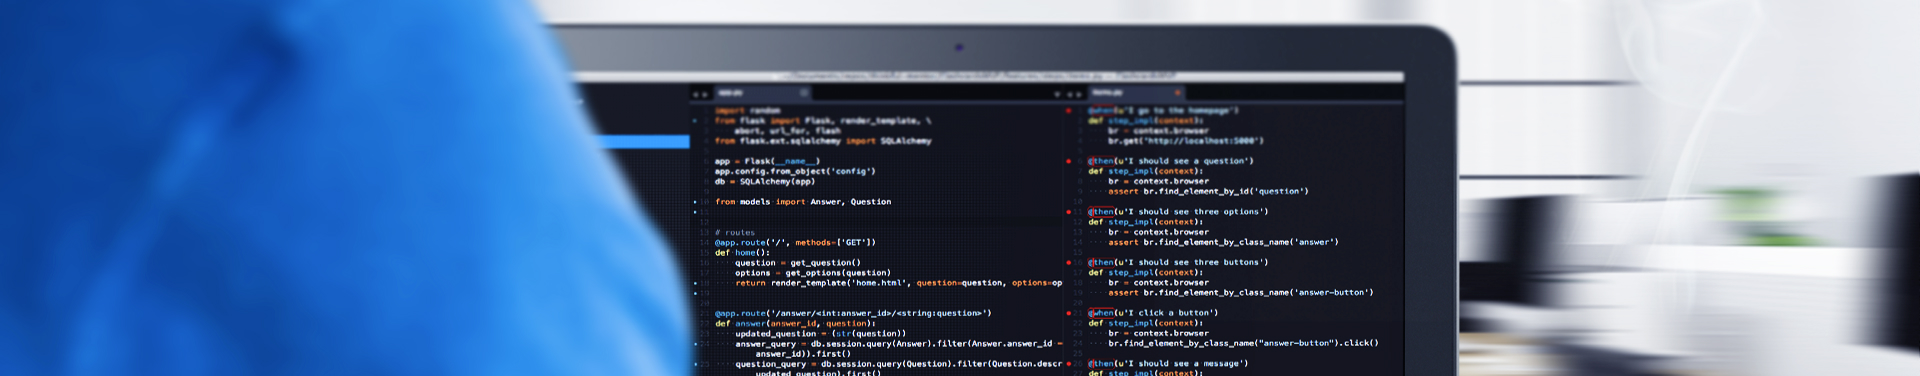 app.py
import random
from flask import Flask, render_template, \
abort, url_for, flash
from flask.ext.sqlalchemy import SQLAlchemy
app = Flask(__name__)
app.config.from_object('config')
db = SQLAlchemy(app)
from models import Answer, Question
# routes
@app.route('/', methods=['GET'])
def home():
question = get_question()
options = get_options(question)
return render_template('home.html', question=question, options=op
@app.route('/answer/<int:answer_id>/<string:question>')
def answer(answer_id, question):
updated_question = (str(question))
answer_query = db.session.query(Answer).filter(Answer.answer_id =
answer_id)).first()
question_query = db.session.query(Question).filter(Question.descr
updated_question).first()
@when(u'I go to the homepage')
def step_impl(context):
br = context.browser
br.get('http://localhost:5000')
@then(u'I should see a question')
def step_impl(context):
br = context.browser
assert br.find_element_by_id('question')
@then(u'I should see three options')
def step_impl(context):
br = context.browser
assert br.find_element_by_class_name('answer')
@then(u'I should see three buttons')
def step_impl(context):
br = context.browser
assert br.find_element_by_class_name('answer-button')
@when(u'I click a button')
def step_impl(context):
br = context.browser
br.find_element_by_class_name("answer-button").click()
@then(u'I should see a message')
def step_impl(context):